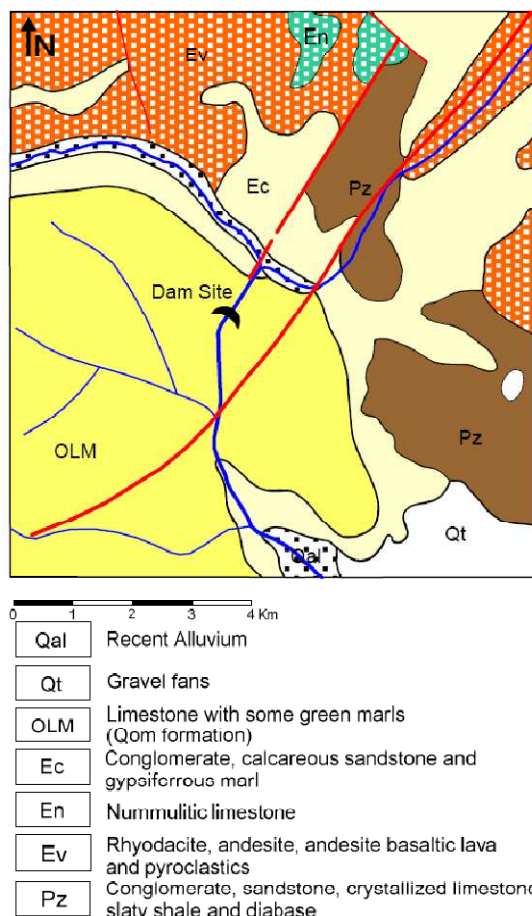 N
Ev
En
Ec
Pz
Dam Site
OLM
Pz
Qt
Qal
0 1 2 3 4 Km
Qal Recent Alluvium
Qt Gravel fans
OLM Limestone with some green marls
(Qom formation)
Ec Conglomerate, calcareous sandstone and
gypsiferrous marl
En Nummulitic limestone
Ev Rhyodacite, andesite, andesite basaltic lava
and pyroclastics
Pz Conglomerate, sandstone, crystallized limestone
slaty shale and diabase